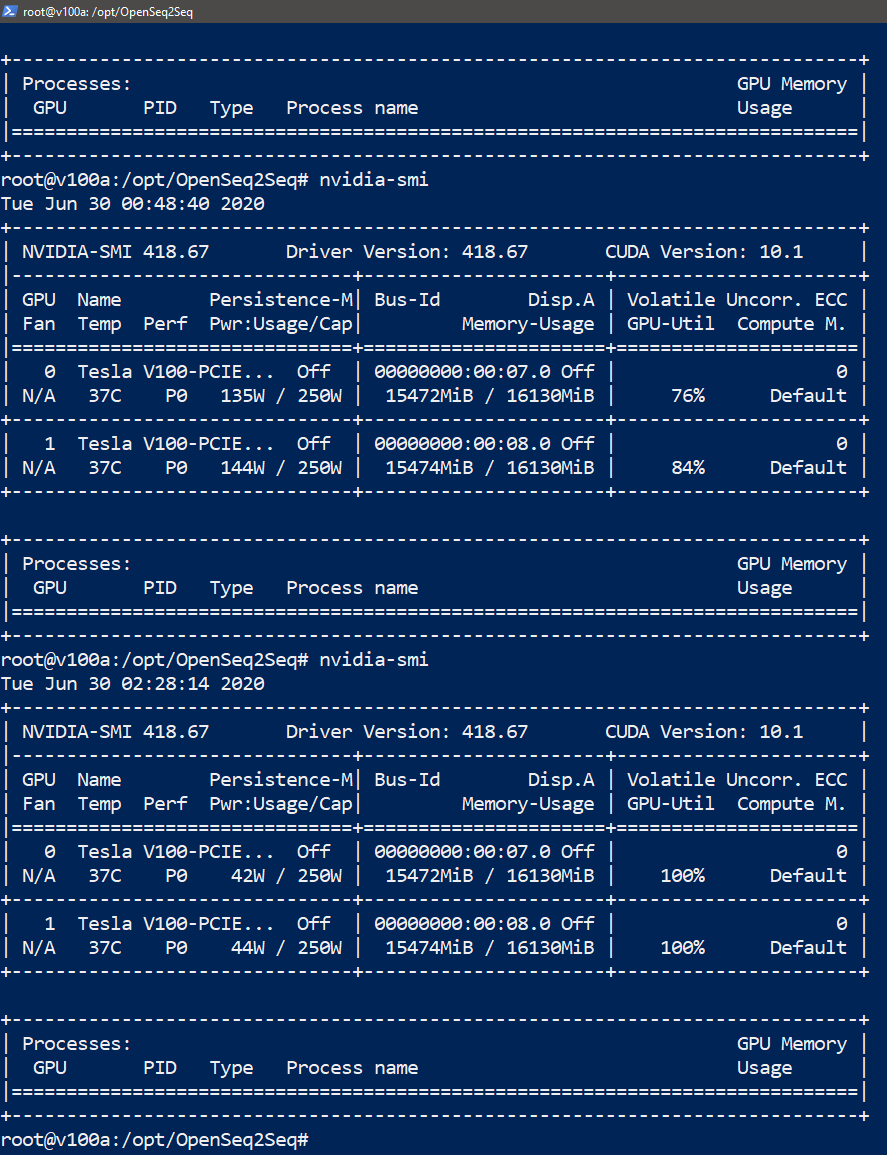 root@v100a: /opt/OpenSeq2Seq
+-----------------------------------------------------------------------------+
| Processes:                                                       GPU Memory |
|  GPU       PID   Type   Process name                             Usage      |
|=============================================================================|
+-----------------------------------------------------------------------------+
root@v100a:/opt/OpenSeq2Seq# nvidia-smi
Tue Jun 30 00:48:40 2020
+-----------------------------------------------------------------------------+
| NVIDIA-SMI 418.67       Driver Version: 418.67       CUDA Version: 10.1     |
|-------------------------------+----------------------+----------------------+
| GPU  Name        Persistence-M| Bus-Id        Disp.A | Volatile Uncorr. ECC |
| Fan  Temp  Perf  Pwr:Usage/Cap|         Memory-Usage | GPU-Util  Compute M. |
|===============================+======================+======================|
|   0  Tesla V100-PCIE...  Off  | 00000000:00:07.0 Off |                    0 |
| N/A   37C    P0   135W / 250W |  15472MiB / 16130MiB |     76%      Default |
+-------------------------------+----------------------+----------------------+
|   1  Tesla V100-PCIE...  Off  | 00000000:00:08.0 Off |                    0 |
| N/A   37C    P0   144W / 250W |  15474MiB / 16130MiB |     84%      Default |
+-------------------------------+----------------------+----------------------+
+-----------------------------------------------------------------------------+
| Processes:                                                       GPU Memory |
|  GPU       PID   Type   Process name                             Usage      |
|=============================================================================|
+-----------------------------------------------------------------------------+
root@v100a:/opt/OpenSeq2Seq# nvidia-smi
Tue Jun 30 02:28:14 2020
+-----------------------------------------------------------------------------+
| NVIDIA-SMI 418.67       Driver Version: 418.67       CUDA Version: 10.1     |
|-------------------------------+----------------------+----------------------+
| GPU  Name        Persistence-M| Bus-Id        Disp.A | Volatile Uncorr. ECC |
| Fan  Temp  Perf  Pwr:Usage/Cap|         Memory-Usage | GPU-Util  Compute M. |
|===============================+======================+======================|
|   0  Tesla V100-PCIE...  Off  | 00000000:00:07.0 Off |                    0 |
| N/A   37C    P0    42W / 250W |  15472MiB / 16130MiB |    100%      Default |
+-------------------------------+----------------------+----------------------+
|   1  Tesla V100-PCIE...  Off  | 00000000:00:08.0 Off |                    0 |
| N/A   37C    P0    44W / 250W |  15474MiB / 16130MiB |    100%      Default |
+-------------------------------+----------------------+----------------------+
+-----------------------------------------------------------------------------+
| Processes:                                                       GPU Memory |
|  GPU       PID   Type   Process name                             Usage      |
|=============================================================================|
+-----------------------------------------------------------------------------+
root@v100a:/opt/OpenSeq2Seq#